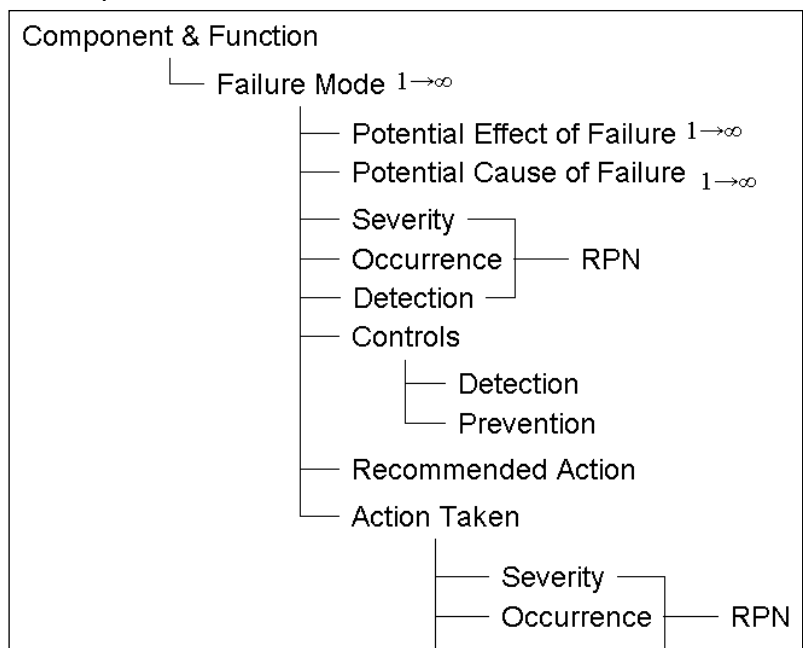 Component & Function
Failure Mode 1→∞
Potential Effect of Failure 1→∞
Potential Cause of Failure 1→∞
Severity
Occurrence RPN
Detection
Controls
Detection
Prevention
Recommended Action
Action Taken
Severity
Occurrence RPN